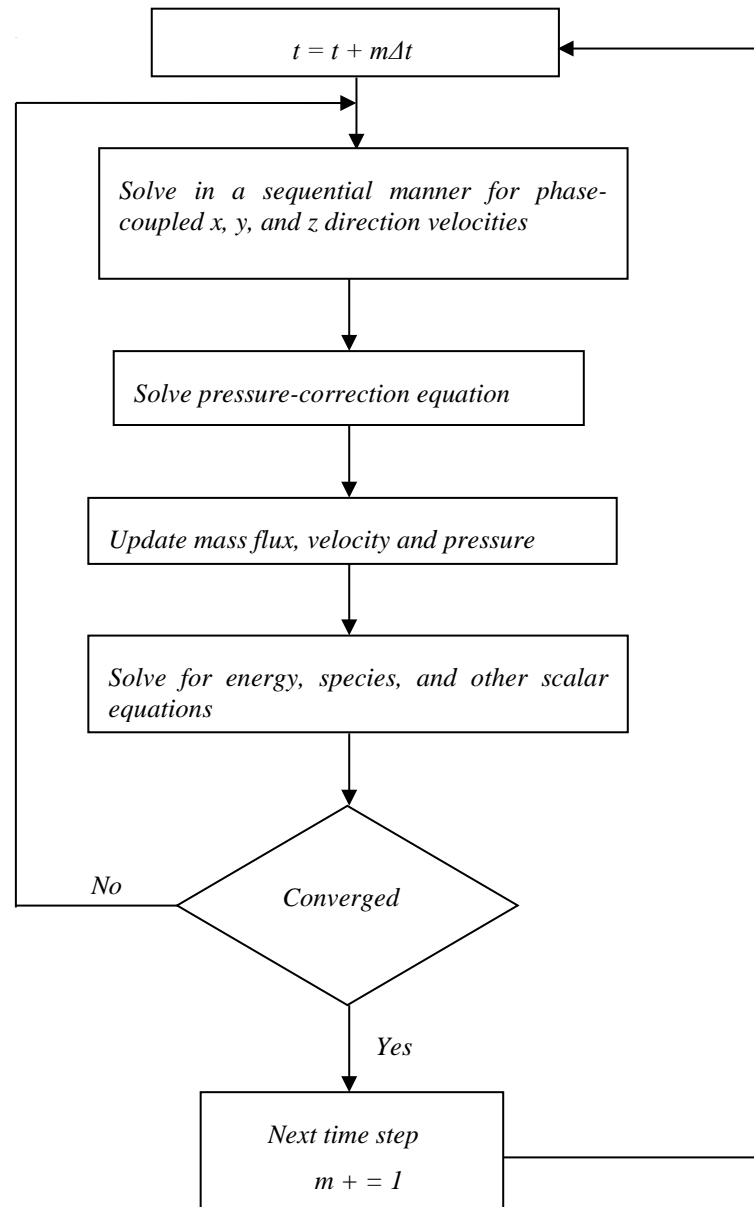 t = t + mΔt
Solve in a sequential manner for phase-
coupled x, y, and z direction velocities
Solve pressure-correction equation
Update mass flux, velocity and pressure
Solve for energy, species, and other scalar
equations
No
Converged
Yes
Next time step
m + = 1